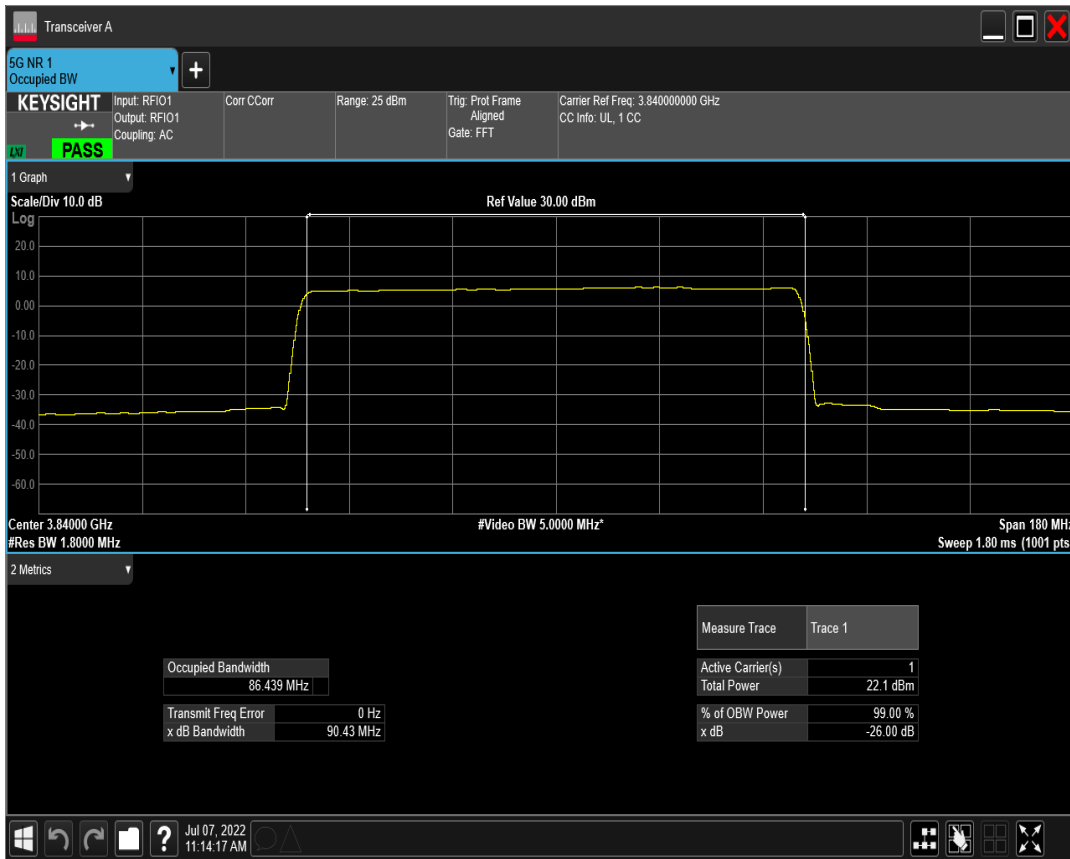 Transceiver A
5G NR 1
Occupied BW
+
KEYSIGHT
LXI
PASS
Input: RFIO1
Output: RFIO1
Coupling: AC
Corr CCorr
Range: 25 dBm
Trig: Prot Frame
Aligned
Gate: FFT
Carrier Ref Freq: 3.840000000 GHz
CC Info: UL, 1 CC
1 Graph
Scale/Div 10.0 dB
Ref Value 30.00 dBm
Log
20.0
10.0
0.00
-10.0
-20.0
-30.0
-40.0
-50.0
-60.0
Center 3.84000 GHz
#Video BW 5.0000 MHz*
Span 180 MHz
#Res BW 1.8000 MHz
Sweep 1.80 ms (1001 pts
2 Metrics
Measure Trace Trace 1
Occupied Bandwidth
86.439 MHz
Active Carrier(s) 1
Total Power 22.1 dBm
Transmit Freq Error 0 Hz
x dB Bandwidth 90.43 MHz
% of OBW Power 99.00 %
x dB -26.00 dB
?
Jul 07, 2022
11:14:17 AM